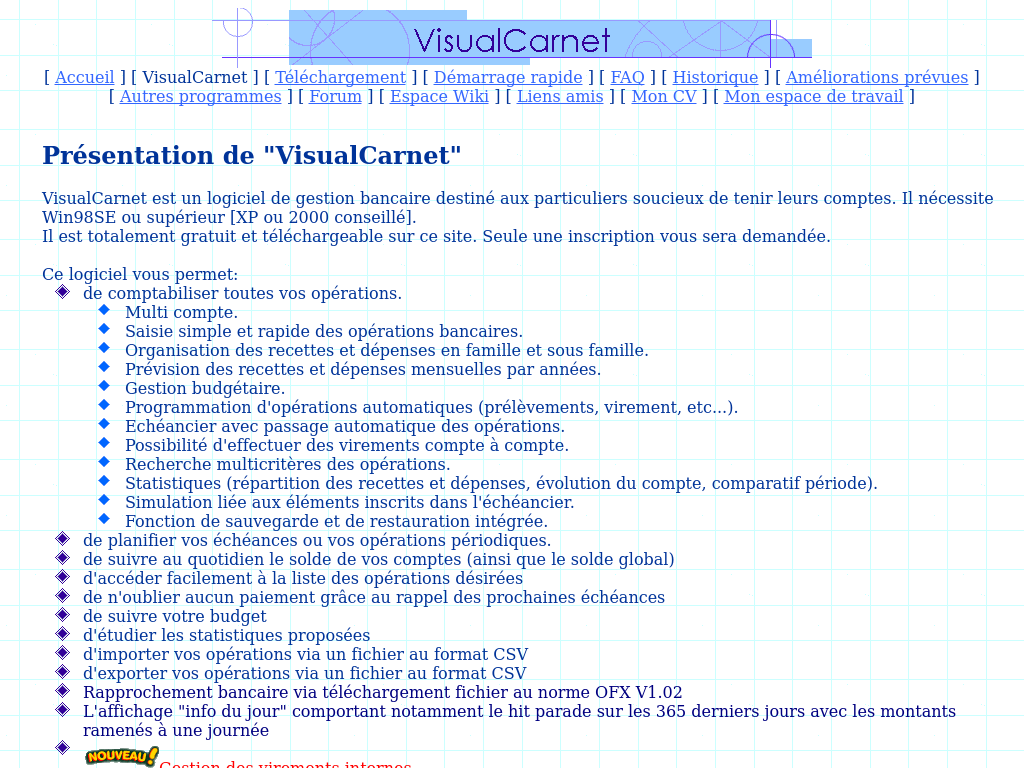 VisualCarnet
[ Accueil ] [ VisualCarnet ] [ Téléchargement ] [ Démarrage rapide ] [ FAQ ] [ Historique ] [ Améliorations prévues ]
[ Autres programmes ] [ Forum ] [ Espace Wiki ] [ Liens amis ] [ Mon CV ] [ Mon espace de travail ]
Présentation de "VisualCarnet"
VisualCarnet est un logiciel de gestion bancaire destiné aux particuliers soucieux de tenir leurs comptes. Il nécessite
Win98SE ou supérieur [XP ou 2000 conseillé].
Il est totalement gratuit et téléchargeable sur ce site. Seule une inscription vous sera demandée.
Ce logiciel vous permet:
de comptabiliser toutes vos opérations.
Multi compte.
Saisie simple et rapide des opérations bancaires.
Organisation des recettes et dépenses en famille et sous famille.
Prévision des recettes et dépenses mensuelles par années.
Gestion budgétaire.
Programmation d'opérations automatiques (prélèvements, virement, etc...).
Echéancier avec passage automatique des opérations.
Possibilité d'effectuer des virements compte à compte.
Recherche multicritères des opérations.
Statistiques (répartition des recettes et dépenses, évolution du compte, comparatif période).
Simulation liée aux éléments inscrits dans l'échéancier.
Fonction de sauvegarde et de restauration intégrée.
de planifier vos échéances ou vos opérations périodiques.
de suivre au quotidien le solde de vos comptes (ainsi que le solde global)
d'accéder facilement à la liste des opérations désirées
de n'oublier aucun paiement grâce au rappel des prochaines échéances
de suivre votre budget
d'étudier les statistiques proposées
d'importer vos opérations via un fichier au format CSV
d'exporter vos opérations via un fichier au format CSV
Rapprochement bancaire via téléchargement fichier au norme OFX V1.02
L'affichage "info du jour" comportant notamment le hit parade sur les 365 derniers jours avec les montants
ramenés à une journée
NOUVEAU ! Gestion des virements internes